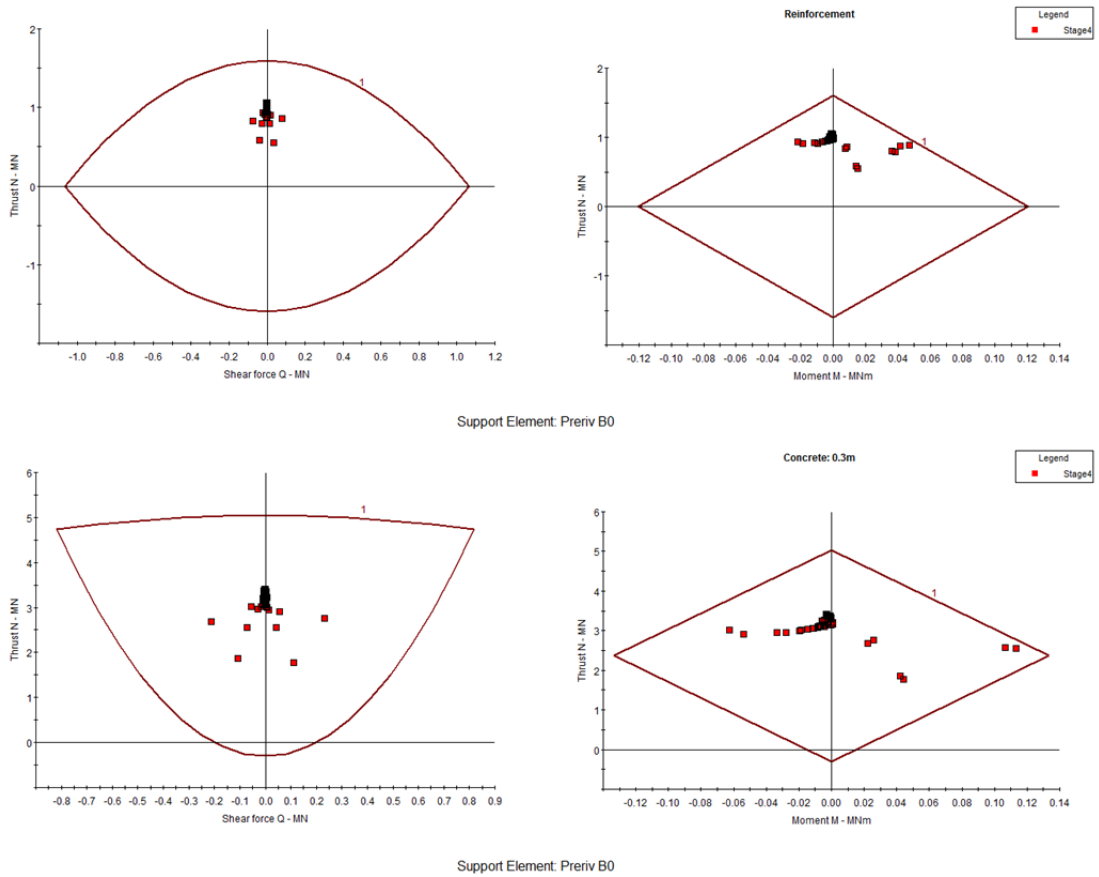 Reinforcement
Legend
Stage4
2
1
0
-1
1
Thrust N - MN
-1.0 -0.8 -0.6 -0.4 -0.2 0.0 0.2 0.4 0.6 0.8 1.0 1.2
Shear force Q - MN
2
1
0
-1
1
Thrust N - MN
-0.12 -0.10 -0.08 -0.06 -0.04 -0.02 0.00 0.02 0.04 0.06 0.08 0.10 0.12 0.14
Moment M - MNm
Support Element: Preriv B0
Concrete: 0.3m
Legend
Stage4
6
5
4
3
2
1
0
1
Thrust N - MN
-0.8 -0.7 -0.6 -0.5 -0.4 -0.3 -0.2 -0.1 0.0 0.1 0.2 0.3 0.4 0.5 0.6 0.7 0.8 0.9
Shear force Q - MN
6
5
4
3
2
1
0
1
Thrust N - MN
-0.12 -0.10 -0.08 -0.06 -0.04 -0.02 0.00 0.02 0.04 0.06 0.08 0.10 0.12 0.14
Moment M - MNm
Support Element: Preriv B0